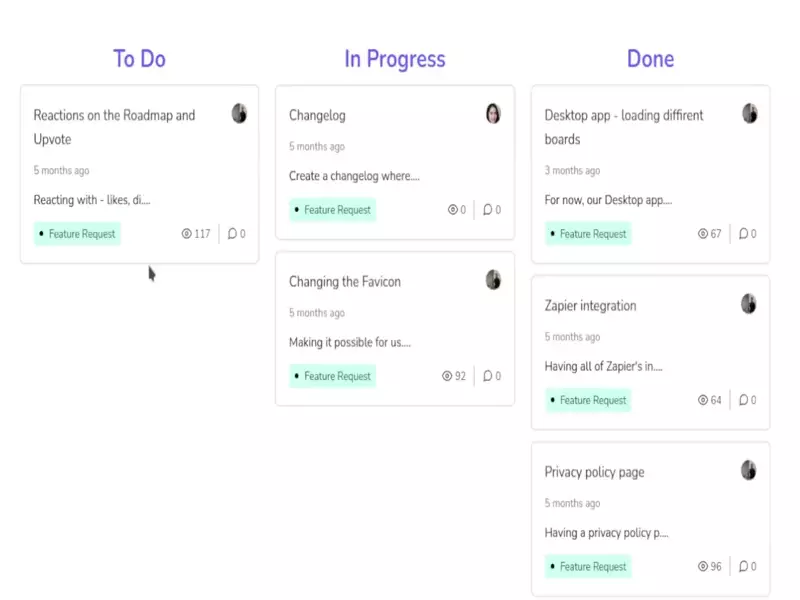 To Do
Reactions on the Roadmap and
Upvote
5 months ago
Reacting with - likes, di....
Feature Request
117
0
In Progress
Changelog
5 months ago
Create a changelog where....
Feature Request
0
0
Changing the Favicon
5 months ago
Making it possible for us....
Feature Request
92
0
Done
Desktop app - loading diffirent
boards
3 months ago
For now, our Desktop app....
Feature Request
67
0
Zapier integration
5 months ago
Having all of Zapier's in....
Feature Request
64
0
Privacy policy page
5 months ago
Having a privacy policy p....
Feature Request
96
0